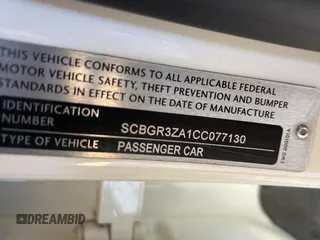 THIS VEHICLE CONFORMS TO ALL APPLICABLE FEDERAL
MOTOR VEHICLE SAFETY, THEFT PREVENTION AND BUMPER
STANDARDS IN EFFECT ON THE DATE OF MANUFACTURE
IDENTIFICATION
NUMBER
SCBGR3ZA1CC077130
TYPE OF VEHICLE
PASSENGER CAR
DREAMBID